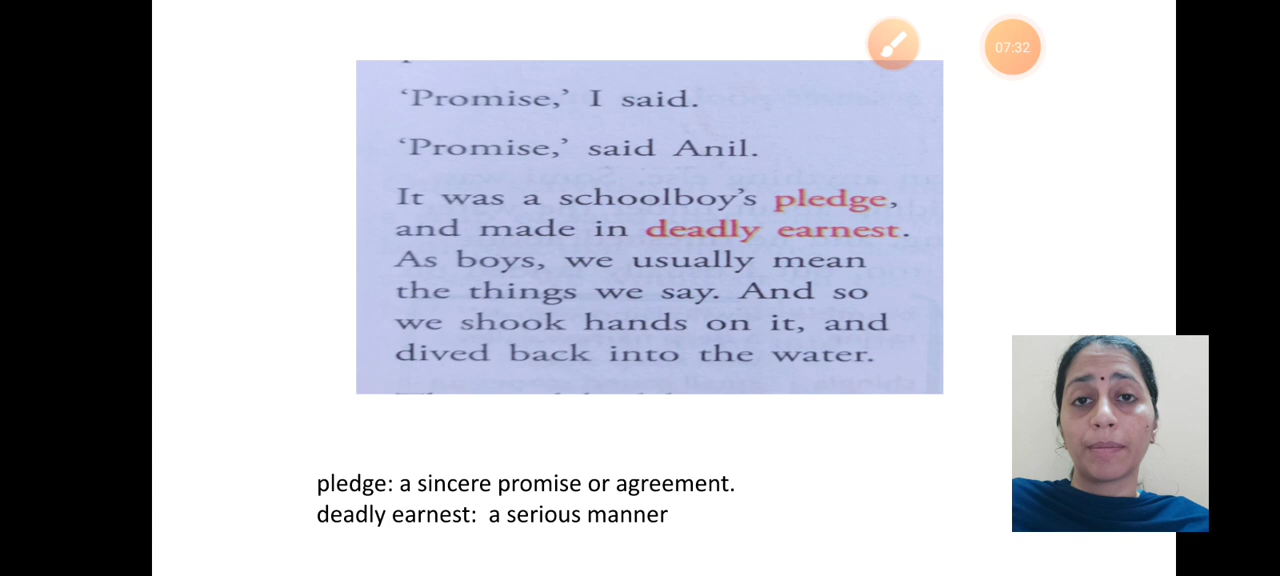 07:32
‘Promise,’ I said.
‘Promise,’ said Anil.
It was a schoolboy’s pledge,
and made in deadly earnest.
As boys, we usually mean
the things we say. And so
we shook hands on it, and
dived back into the water.
pledge: a sincere promise or agreement.
deadly earnest:  a serious manner